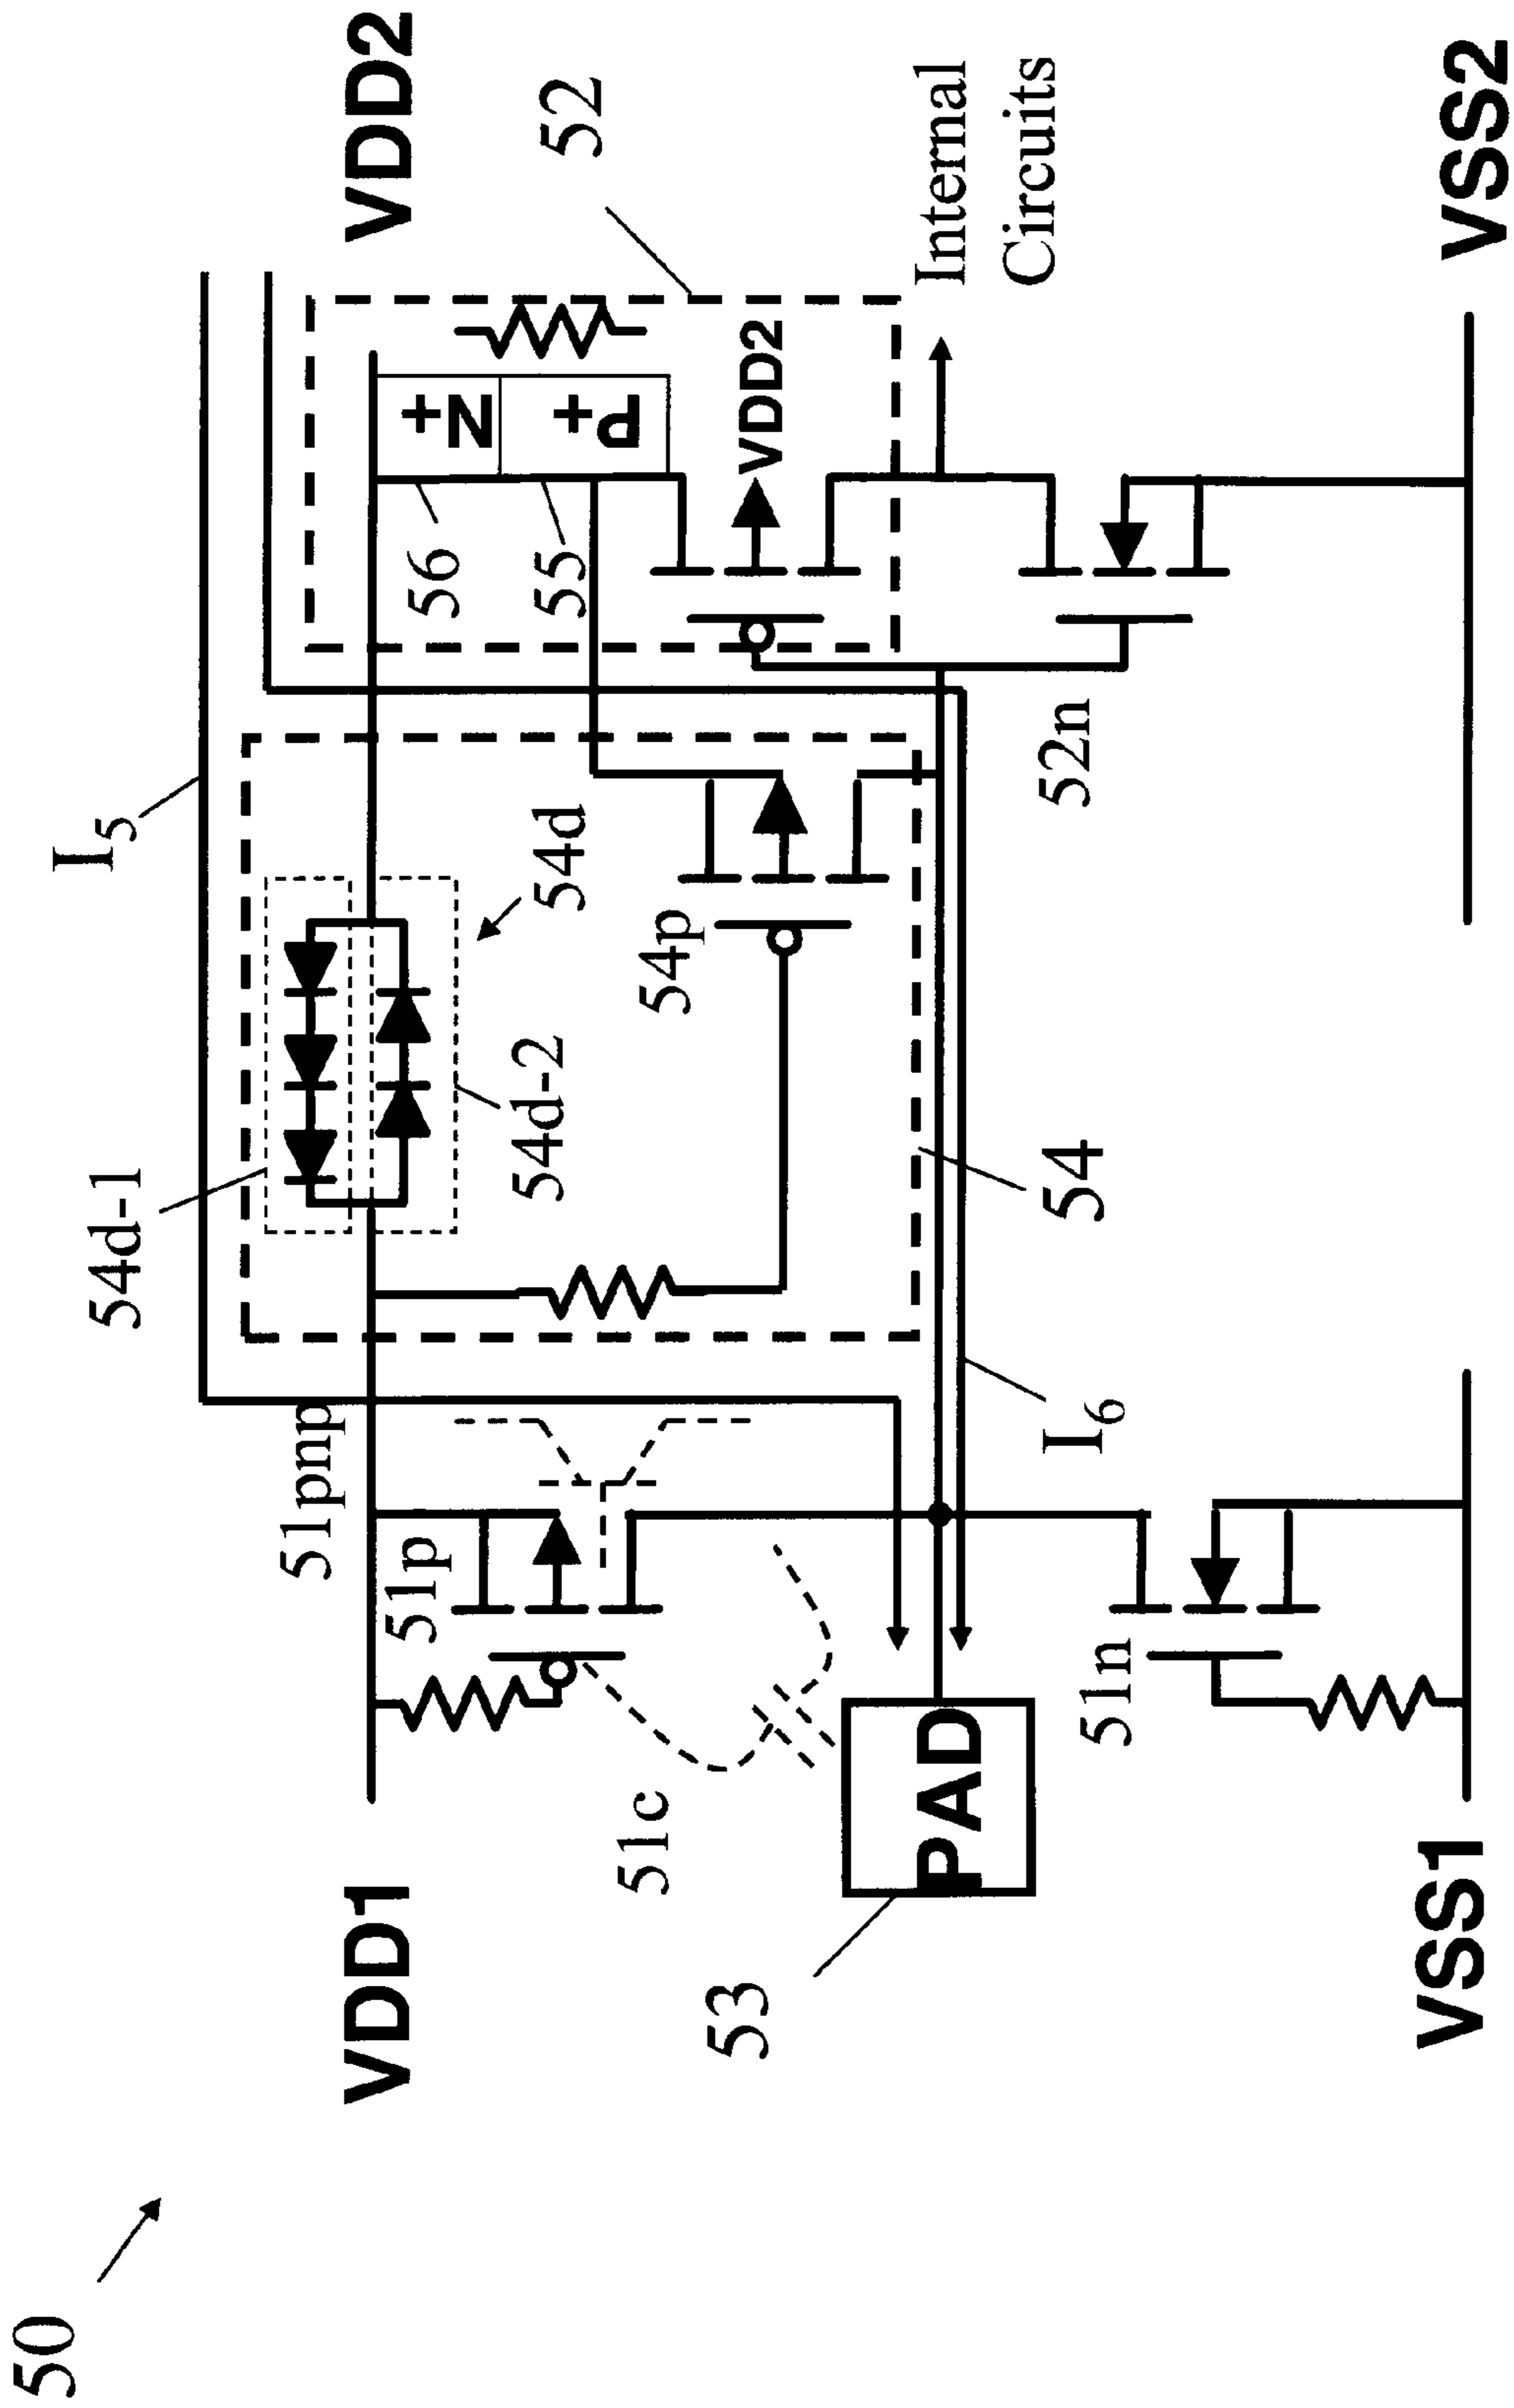 50
I5
54d-1
VDD1
51pnp
51p
51c
53
PAD
51n
VSS1
I6
54
54d-2
54d
54p
56
55
N+
P+
VDD2
52
VDD2
Internal
Circuits
52n
VSS2